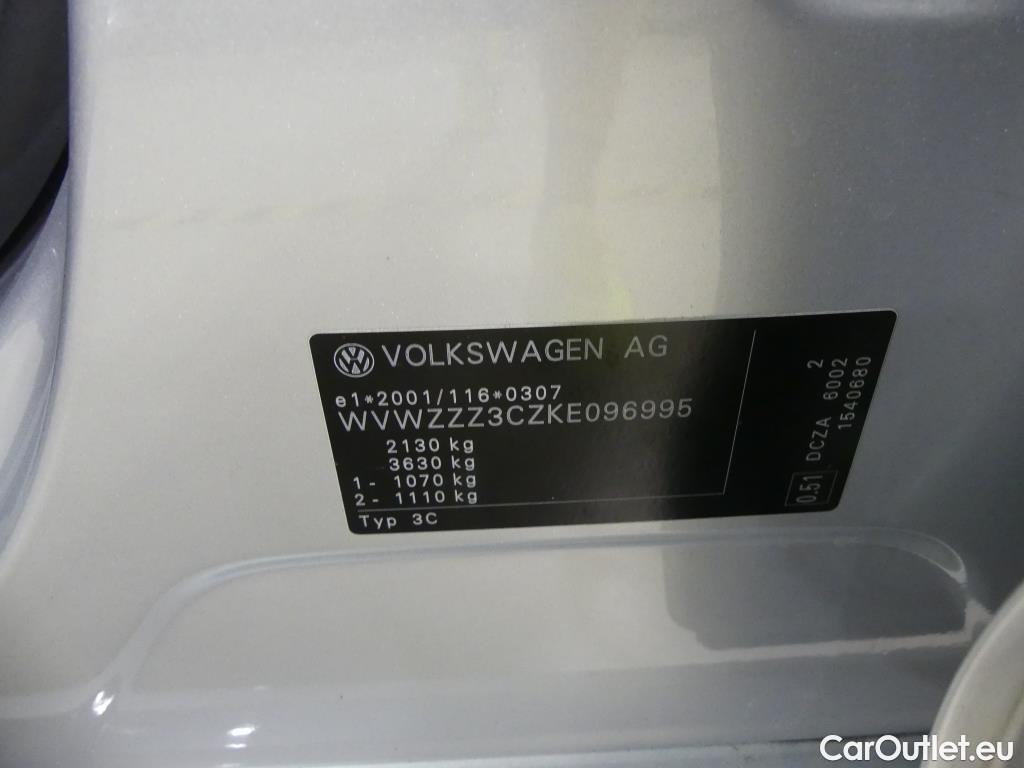 VOLKSWAGEN AG
e1*2001/116*0307
WVWZZZ3CZKE096995
2130 kg
3630 kg
1- 1070 kg
2- 1110 kg
Typ 3C
2
DCZA 6002
1540680
0.51
CarOutlet.eu